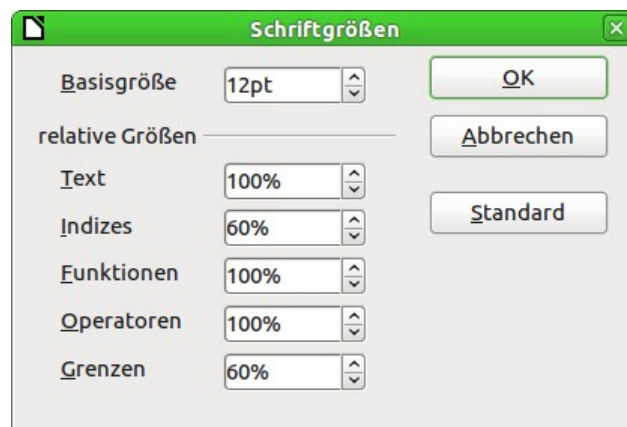 Schriftgrößen
Basisgröße 12pt OK
relative Größen Abbrechen
Text 100%
Indizes 60% Standard
Funktionen 100%
Operatoren 100%
Grenzen 60%